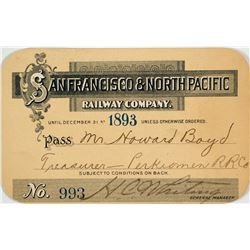 SAN FRANCISCO & NORTH PACIFIC
RAILWAY COMPANY.
UNTIL DECEMBER 31ST 1893 UNLESS OTHERWISE ORDERED.
Pass Mr Howard Boyd
Treasurer - Perkiomen R.R. Co
SUBJECT TO CONDITIONS ON BACK.
No. 993 H C Whiting
GENERAL MANAGER